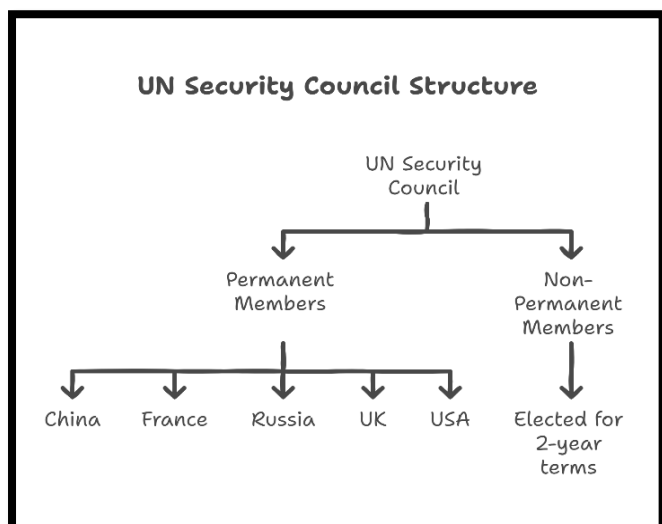 UN Security Council Structure
UN Security
Council
Permanent
Members
Non-
Permanent
Members
China
France
Russia
UK
USA
Elected for
2-year
terms